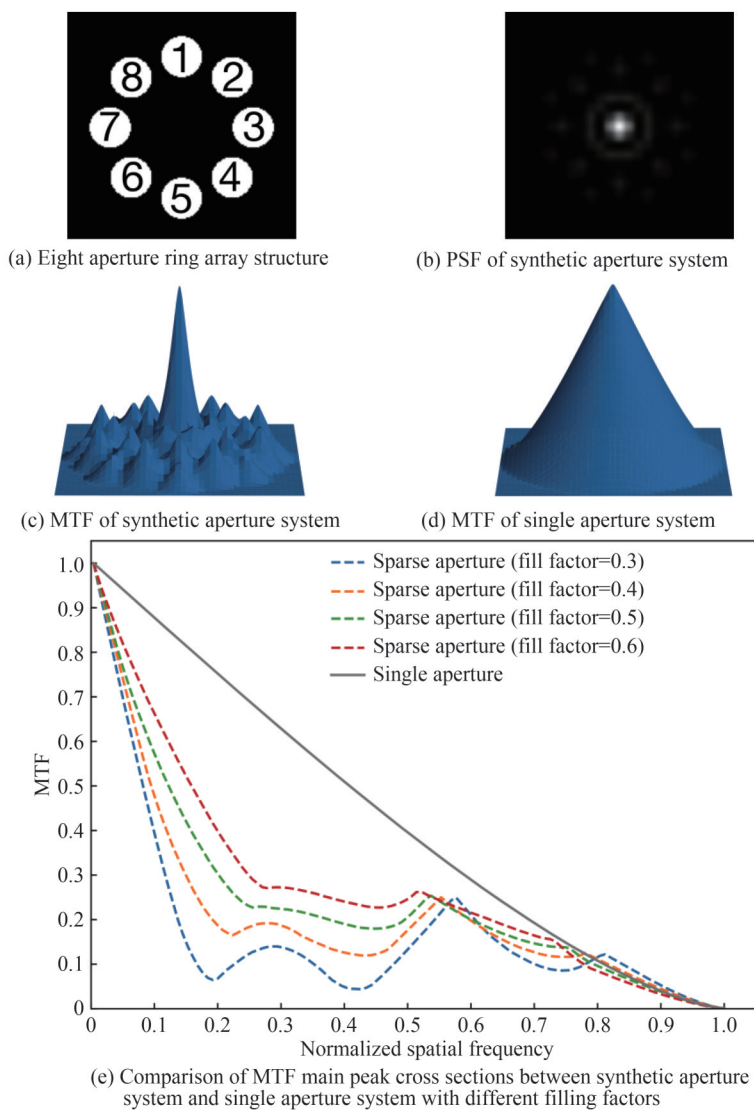 1
8 2
7 3
6 4
5
(a) Eight aperture ring array structure
(b) PSF of synthetic aperture system
(c) MTF of synthetic aperture system
(d) MTF of single aperture system
1.0
0.9
0.8
0.7
0.6
0.5
0.4
0.3
0.2
0.1
0
MTF
Sparse aperture (fill factor=0.3)
Sparse aperture (fill factor=0.4)
Sparse aperture (fill factor=0.5)
Sparse aperture (fill factor=0.6)
Single aperture
0 0.1 0.2 0.3 0.4 0.5 0.6 0.7 0.8 0.9 1.0
Normalized spatial frequency
(e) Comparison of MTF main peak cross sections between synthetic aperture
system and single aperture system with different filling factors